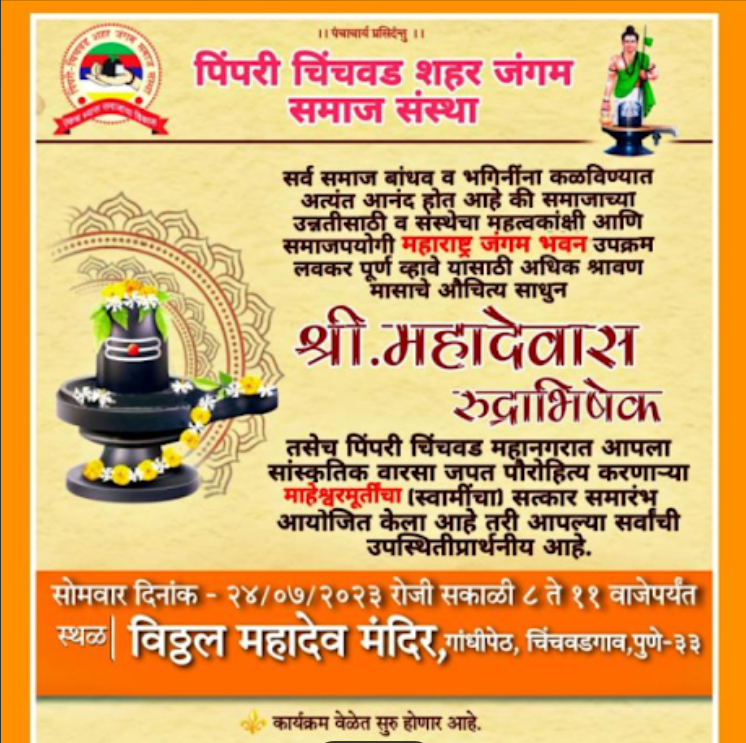 ।। पंचाचार्य प्रसिदंन्तु ।।
पिंपरी चिंचवड शहर जंगम
समाज संस्था
सर्व समाज बांधव व भगिनींना कळविण्यात
अत्यंत आनंद होत आहे की समाजाच्या
उन्नतीसाठी व संस्थेचा महत्वकांक्षी आणि
समाजपयोगी महाराष्ट्र जंगम भवन उपक्रम
लवकर पूर्ण व्हावे यासाठी अधिक श्रावण
मासाचे औचित्य साधुन
श्री.महादेवास
रुद्राभिषेक
तसेच पिंपरी चिंचवड महानगरात आपला
सांस्कृतिक वारसा जपत पौरोहित्य करणाऱ्या
माहेश्वरमूर्तींचा (स्वामींचा) सत्कार समारंभ
आयोजित केला आहे तरी आपल्या सर्वांची
उपस्थितीप्रार्थनीय आहे.
सोमवार दिनांक - २४/०७/२०२३ रोजी सकाळी ८ ते ११ वाजेपर्यंत
स्थळ| विठ्ठल महादेव मंदिर,गांधीपेठ, चिंचवडगाव,पुणे-३३
कार्यक्रम वेळेत सुरु होणार आहे.